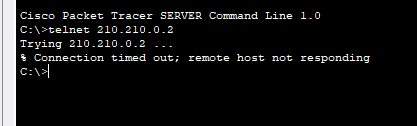 Cisco Packet Tracer SERVER Command Line 1.0
C:\>telnet 210.210.0.2
Trying 210.210.0.2 ...
% Connection timed out; remote host not responding
C:\>